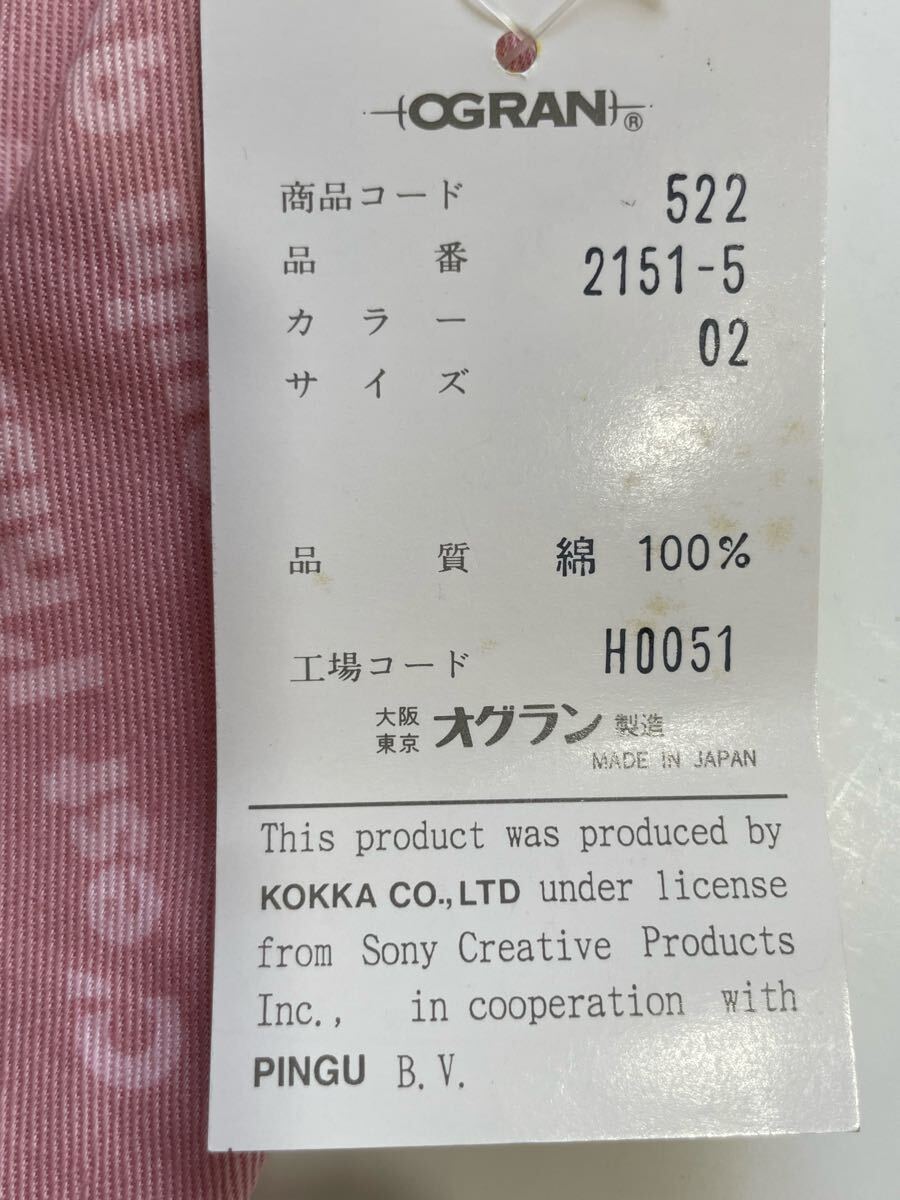 OGRAN®
商品コード 522
品番 2151-5
カラー 02
サイズ
品質 綿 100%
工場コード H0051
大阪
東京 オグラン 製造
MADE IN JAPAN
This product was produced by
KOKKA CO.,LTD under license
from Sony Creative Products
Inc., in cooperation with
PINGU B.V.
C'est